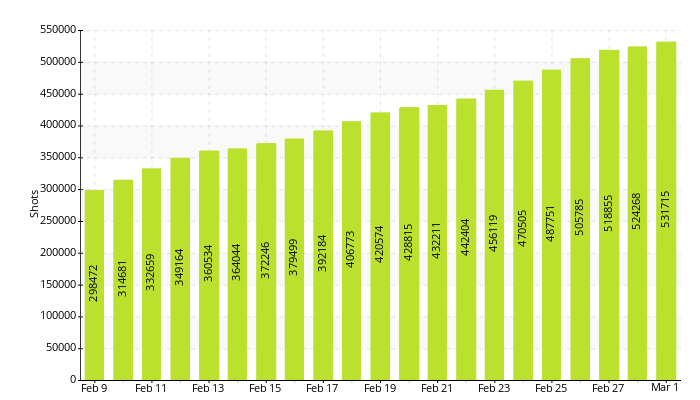 550000
500000
450000
400000
350000
300000
250000
200000
150000
100000
50000
0
Shots
298472
314681
332659
349164
360534
364044
372246
379499
392184
406773
420574
428815
432211
442404
456119
470505
487751
505785
518855
524268
531715
Feb 9
Feb 11
Feb 13
Feb 15
Feb 17
Feb 19
Feb 21
Feb 23
Feb 25
Feb 27
Mar 1